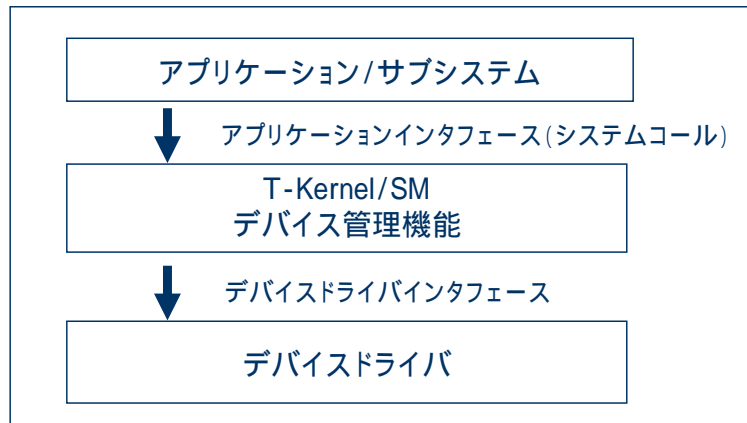 アプリケーション/サブシステム
アプリケーションインタフェース(システムコール)
T-Kernel/SM
デバイス管理機能
デバイスドライバインタフェース
デバイスドライバ